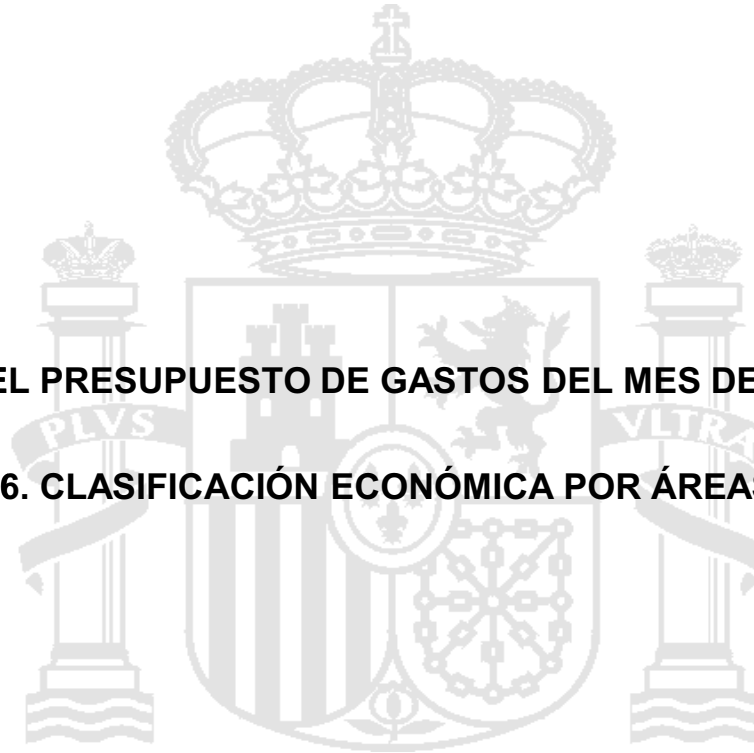 EL PRESUPUESTO DE GASTOS DEL MES DE
PLVS VLTRA
6. CLASIFICACIÓN ECONÓMICA POR ÁREAS